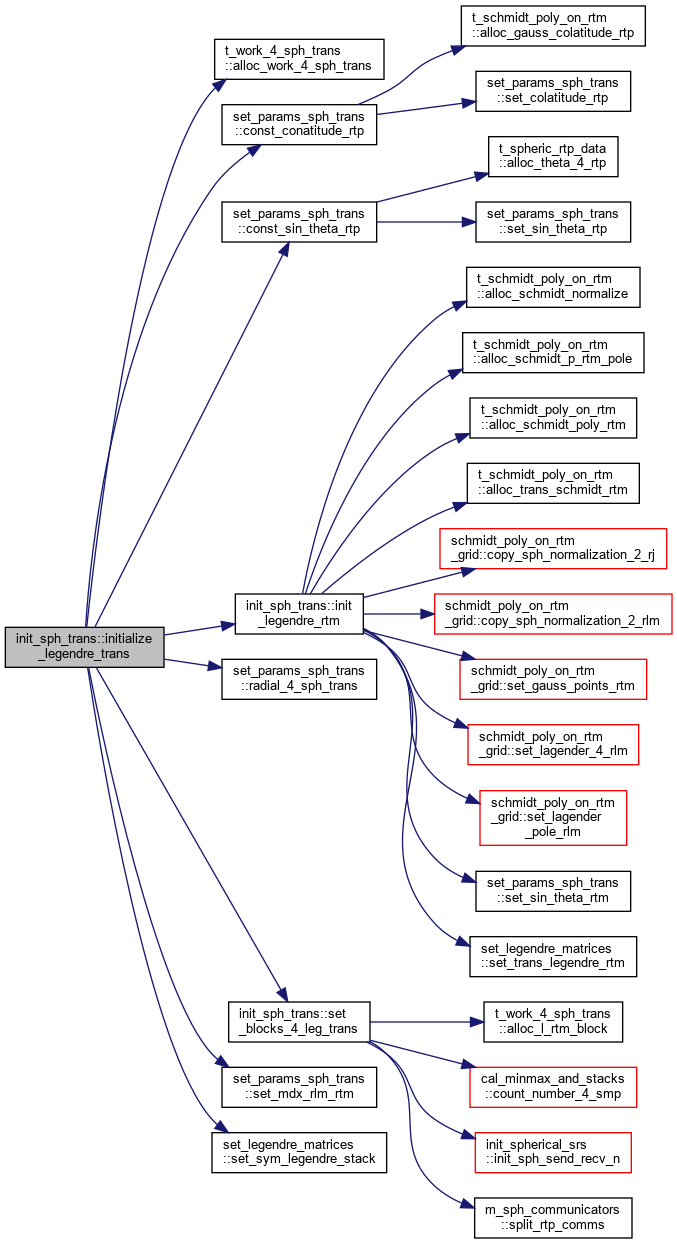 init_sph_trans::initialize
_legendre_trans
t_work_4_sph_trans
::alloc_work_4_sph_trans
set_params_sph_trans
::const_conatitude_rtp
set_params_sph_trans
::const_sin_theta_rtp
init_sph_trans::init
_legendre_rtm
set_params_sph_trans
::radial_4_sph_trans
init_sph_trans::set
_blocks_4_leg_trans
set_params_sph_trans
::set_mdx_rlm_rtm
set_legendre_matrices
::set_sym_legendre_stack
t_schmidt_poly_on_rtm
::alloc_gauss_colatitude_rtp
set_params_sph_trans
::set_colatitude_rtp
t_spheric_rtp_data
::alloc_theta_4_rtp
set_params_sph_trans
::set_sin_theta_rtp
t_schmidt_poly_on_rtm
::alloc_schmidt_normalize
t_schmidt_poly_on_rtm
::alloc_schmidt_p_rtm_pole
t_schmidt_poly_on_rtm
::alloc_schmidt_poly_rtm
t_schmidt_poly_on_rtm
::alloc_trans_schmidt_rtm
schmidt_poly_on_rtm
_grid::copy_sph_normalization_2_rj
schmidt_poly_on_rtm
_grid::copy_sph_normalization_2_rlm
schmidt_poly_on_rtm
_grid::set_gauss_points_rtm
schmidt_poly_on_rtm
_grid::set_lagender_4_rlm
schmidt_poly_on_rtm
_grid::set_lagender
_pole_rlm
set_params_sph_trans
::set_sin_theta_rtm
set_legendre_matrices
::set_trans_legendre_rtm
t_work_4_sph_trans
::alloc_l_rtm_block
cal_minmax_and_stacks
::count_number_4_smp
init_spherical_srs
::init_sph_send_recv_n
m_sph_communicators
::split_rtp_comms